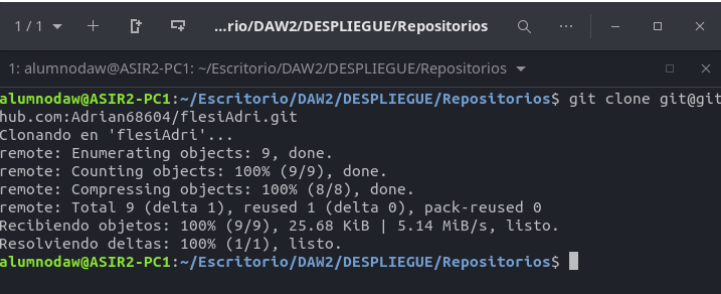 1 / 1
...rio/DAW2/DESPLIEGUE/Repositorios
1: alumnodaw@ASIR2-PC1: ~/Escritorio/DAW2/DESPLIEGUE/Repositorios
alumnodaw@ASIR2-PC1:~/Escritorio/DAW2/DESPLIEGUE/Repositorios$ git clone git@git
hub.com:Adrian68604/flesiAdri.git
Clonando en 'flesiAdri'...
remote: Enumerating objects: 9, done.
remote: Counting objects: 100% (9/9), done.
remote: Compressing objects: 100% (8/8), done.
remote: Total 9 (delta 1), reused 1 (delta 0), pack-reused 0
Recibiendo objetos: 100% (9/9), 25.68 KiB | 5.14 MiB/s, listo.
Resolviendo deltas: 100% (1/1), listo.
alumnodaw@ASIR2-PC1:~/Escritorio/DAW2/DESPLIEGUE/Repositorios$